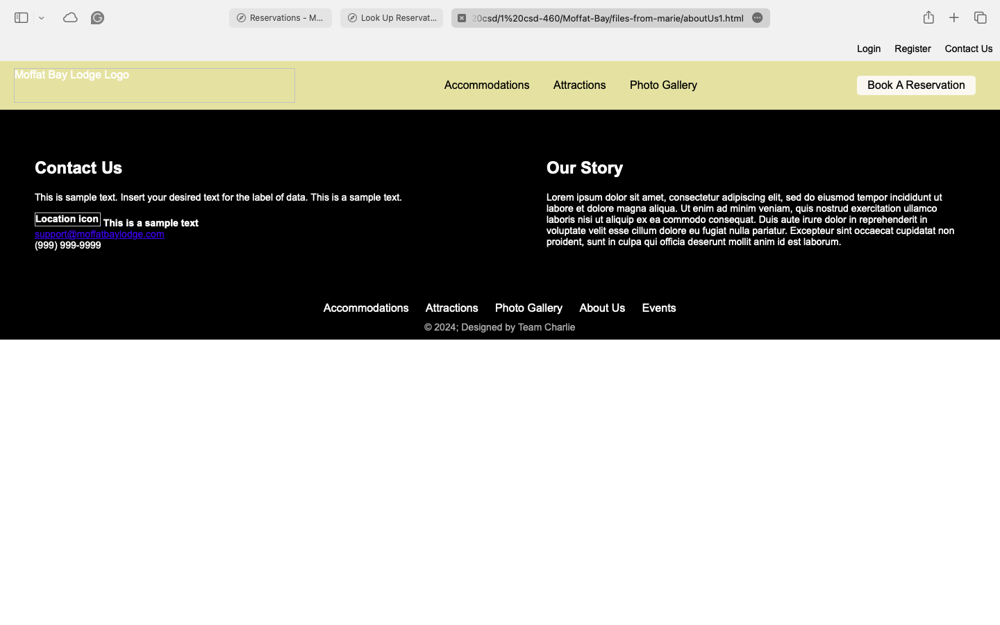 Reservations - M...
Look Up Reservat...
20csd/1%20csd-460/Moffat-Bay/files-from-marie/aboutUs1.html
Login Register Contact Us
Moffat Bay Lodge Logo
Accommodations Attractions Photo Gallery
Book A Reservation
Contact Us
This is sample text. Insert your desired text for the label of data. This is a sample text.
Location icon This is a sample text
support@moffatbaylodge.com
(999) 999-9999
Our Story
Lorem ipsum dolor sit amet, consectetur adipiscing elit, sed do eiusmod tempor incididunt ut
labore et dolore magna aliqua. Ut enim ad minim veniam, quis nostrud exercitation ullamco
laboris nisi ut aliquip ex ea commodo consequat. Duis aute irure dolor in reprehenderit in
voluptate velit esse cillum dolore eu fugiat nulla pariatur. Excepteur sint occaecat cupidatat non
proident, sunt in culpa qui officia deserunt mollit anim id est laborum.
Accommodations Attractions Photo Gallery About Us Events
© 2024; Designed by Team Charlie